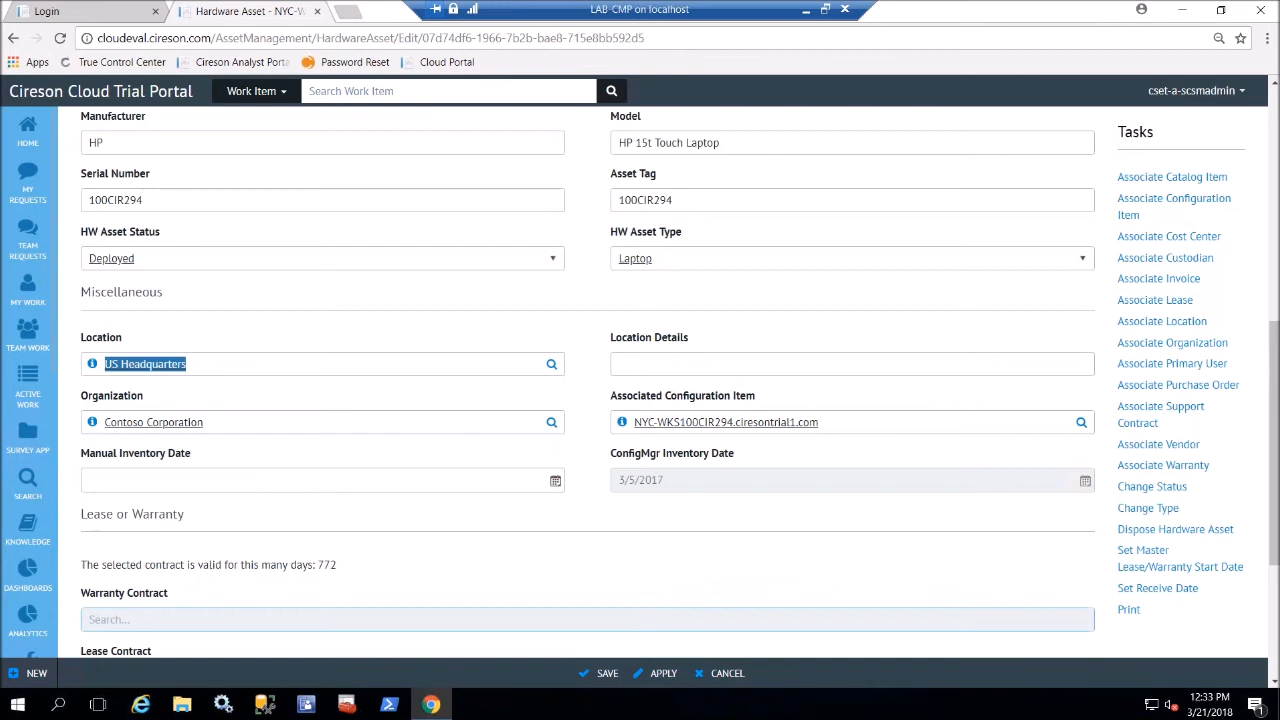 Login
Hardware Asset - NYC-W
LAB-CMP on localhost
cloudeval.cireson.com/AssetManagement/HardwareAsset/Edit/07d74df6-1966-7b2b-bae8-715e8bb592d5
Apps
True Control Center
Cireson Analyst Porta
Password Reset
Cloud Portal
Cireson Cloud Trial Portal
Work Item
Search Work Item
cset-a-scsmadmin
HOME
MY
REQUESTS
TEAM
REQUESTS
MY WORK
TEAM WORK
ACTIVE
WORK
SURVEY APP
SEARCH
KNOWLEDGE
DASHBOARDS
ANALYTICS
Manufacturer
Model
HP
HP 15t Touch Laptop
Serial Number
Asset Tag
100CIR294
100CIR294
HW Asset Status
HW Asset Type
Deployed
Laptop
Miscellaneous
Location
Location Details
US Headquarters
Organization
Associated Configuration Item
Contoso Corporation
NYC-WKS100CIR294.ciresontrial1.com
Manual Inventory Date
ConfigMgr Inventory Date
3/5/2017
Lease or Warranty
The selected contract is valid for this many days: 772
Warranty Contract
Search...
Lease Contract
Tasks
Associate Catalog Item
Associate Configuration
Item
Associate Cost Center
Associate Custodian
Associate Invoice
Associate Lease
Associate Location
Associate Organization
Associate Primary User
Associate Purchase Order
Associate Support
Contract
Associate Vendor
Associate Warranty
Change Status
Change Type
Dispose Hardware Asset
Set Master
Lease/Warranty Start Date
Set Receive Date
Print
NEW
SAVE
APPLY
CANCEL
12:33 PM
3/21/2018
1